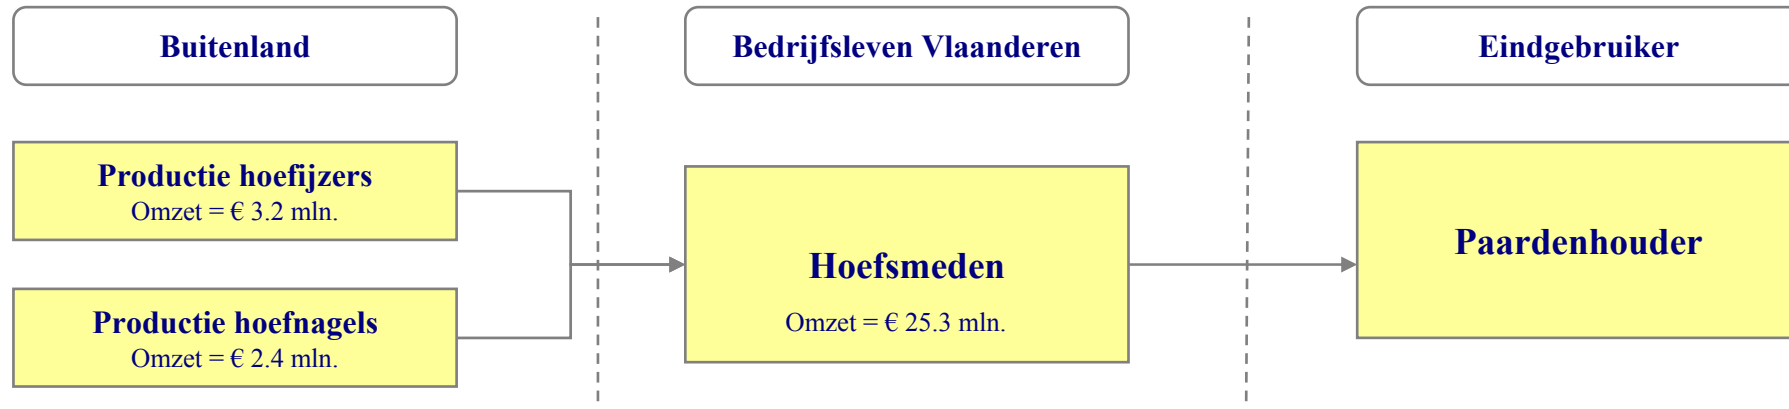 Buitenland
Bedrijfsleven Vlaanderen
Eindgebruiker
Productie hoefijzers
Omzet = € 3.2 mln.
Productie hoefnagels
Omzet = € 2.4 mln.
Hoefsmeden
Omzet = € 25.3 mln.
Paardenhouder